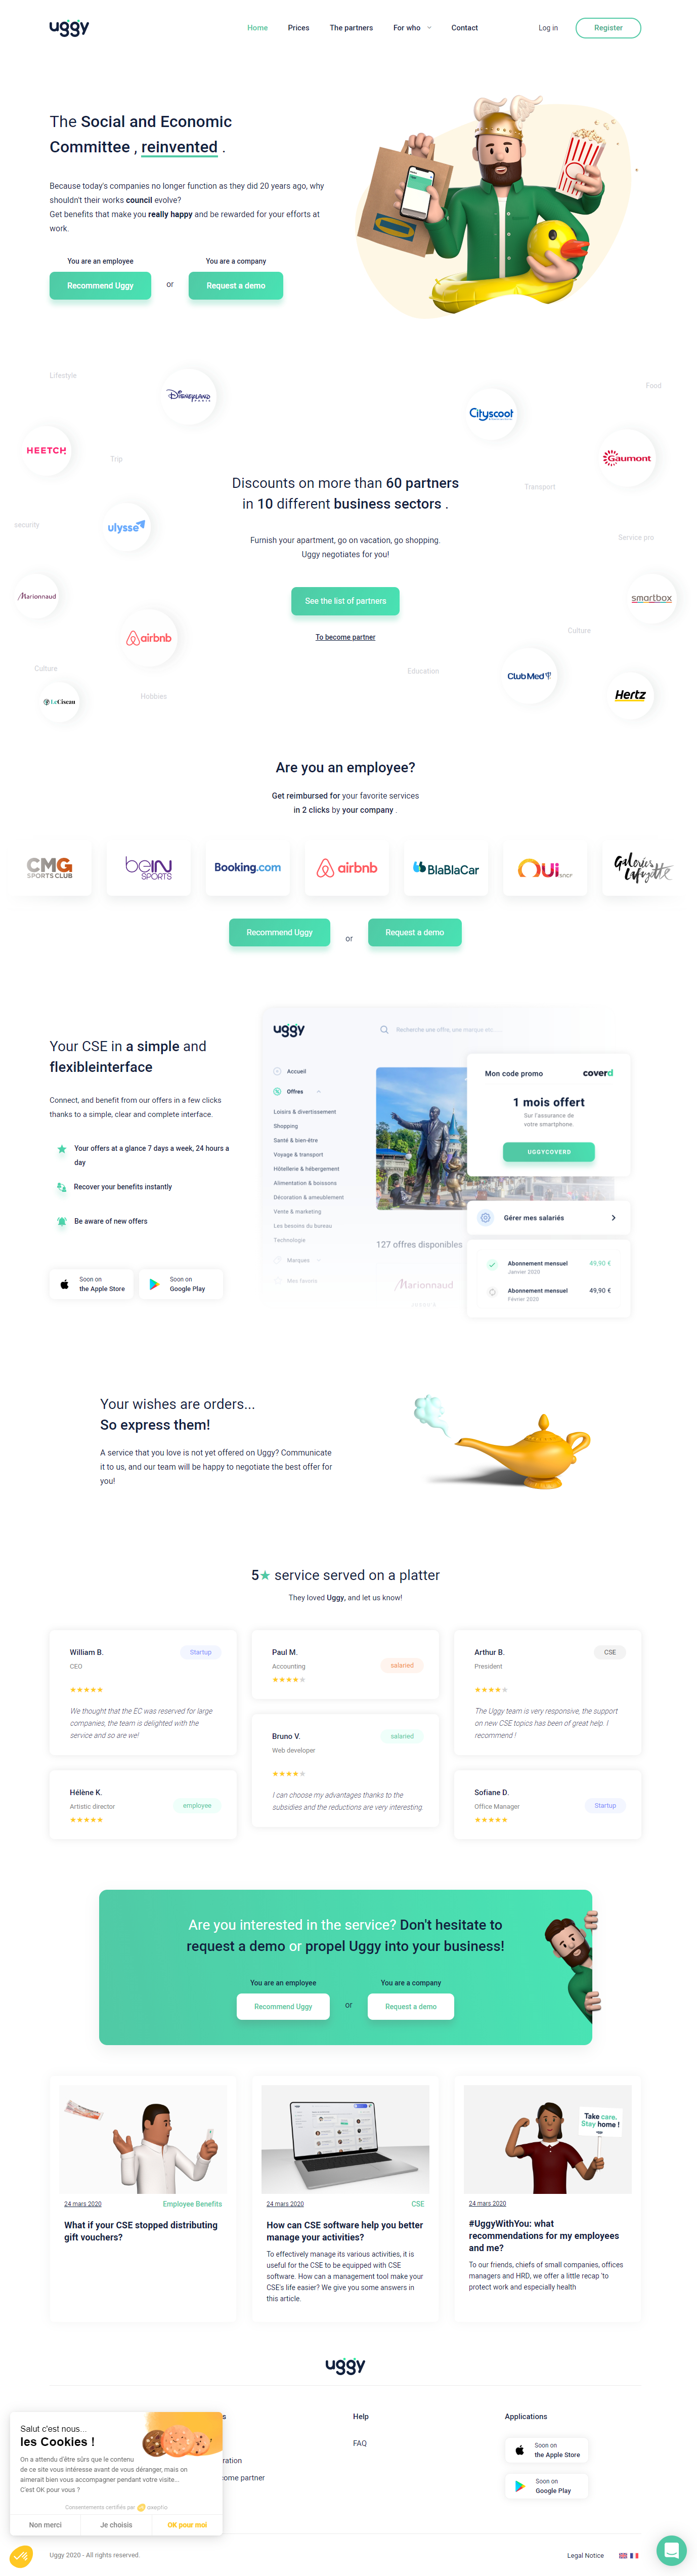 uggy
Home Prices The partners For who Contact Log in Register
The Social and Economic
Committee , reinvented .
Because today's companies no longer function as they did 20 years ago, why
shouldn't their works council evolve?
Get benefits that make you really happy and be rewarded for your efforts at
work.
You are an employee
Recommend Uggy
or
You are a company
Request a demo
Lifestyle
Disneyland
PARIS
Food
Cityscoot
HEETCH
Trip
Gaumont
Discounts on more than 60 partners
in 10 different business sectors .
Transport
security
ulysse
Service pro
Furnish your apartment, go on vacation, go shopping.
Uggy negotiates for you!
Marionnaud
See the list of partners
smartbox
airbnb
To become partner
Culture
Culture
Education
Club Med
Hobbies
LeCiseau
Hertz
Are you an employee?
Get reimbursed for your favorite services
in 2 clicks by your company .
CMG
SPORTS CLUB
beIN
SPORTS
Booking.com
airbnb
BlaBlaCar
OUI
sncf
Galeries Lafayette
Recommend Uggy
or
Request a demo
Your CSE in a simple and
flexibleinterface
Connect, and benefit from our offers in a few clicks
thanks to a simple, clear and complete interface.
Your offers at a glance 7 days a week, 24 hours a
day
Recover your benefits instantly
Be aware of new offers
Soon on
the Apple Store
Soon on
Google Play
uggy
Recherche une offre, une marque etc. ...
Accueil
Offres
Loisirs & divertissement
Shopping
Santé & bien-être
Voyage & transport
Hôtellerie & hébergement
Alimentation & boissons
Décoration & ameublement
Vente & marketing
Les besoins du bureau
Technologie
Marques
Mes favoris
127 offres disponibles
Marionnaud
Mon code promo
coverd
1 mois offert
Sur l'assurance de
votre smartphone.
UGGYCOVERD
Gérer mes salariés
Abonnement mensuel 49,90 €
Janvier 2020
Abonnement mensuel 49,90 €
Février 2020
Your wishes are orders...
So express them!
A service that you love is not yet offered on Uggy? Communicate
it to us, and our team will be happy to negotiate the best offer for
you!
5★ service served on a platter
They loved Uggy, and let us know!
William B.
Startup
CEO
★★★★★
We thought that the EC was reserved for large
companies, the team is delighted with the
service and so are we!
Hélène K.
Artistic director
employee
★★★★★
Paul M.
Accounting
salaried
★★★★★
Bruno V.
salaried
Web developer
★★★★★
I can choose my advantages thanks to the
subsidies and the reductions are very interesting.
Arthur B.
CSE
President
★★★★★
The Uggy team is very responsive, the support
on new CSE topics has been of great help. I
recommend !
Sofiane D.
Office Manager
Startup
★★★★★
Are you interested in the service? Don't hesitate to
request a demo or propel Uggy into your business!
You are an employee
Recommend Uggy
or
You are a company
Request a demo
24 mars 2020
Employee Benefits
What if your CSE stopped distributing
gift vouchers?
24 mars 2020
CSE
How can CSE software help you better
manage your activities?
To effectively manage its various activities, it is
useful for the CSE to be equipped with CSE
software. How can a management tool make your
CSE's life easier? We give you some answers in
this article.
Take care.
Stay home !
24 mars 2020
#UggyWithYou: what
recommendations for my employees
and me?
To our friends, chiefs of small companies, offices
managers and HRD, we offer a little recap 'to
protect work and especially health
uggy
s
ration
come partner
Help
FAQ
Applications
Soon on
the Apple Store
Soon on
Google Play
Salut c'est nous...
les Cookies !
On a attendu d'être sûrs que le contenu
de ce site vous intéresse avant de vous déranger, mais on
aimerait bien vous accompagner pendant votre visite...
C'est OK pour vous ?
Consentements certifiés par axeptio
Non merci
Je choisis
OK pour moi
Uggy 2020 - All rights reserved.
Legal Notice